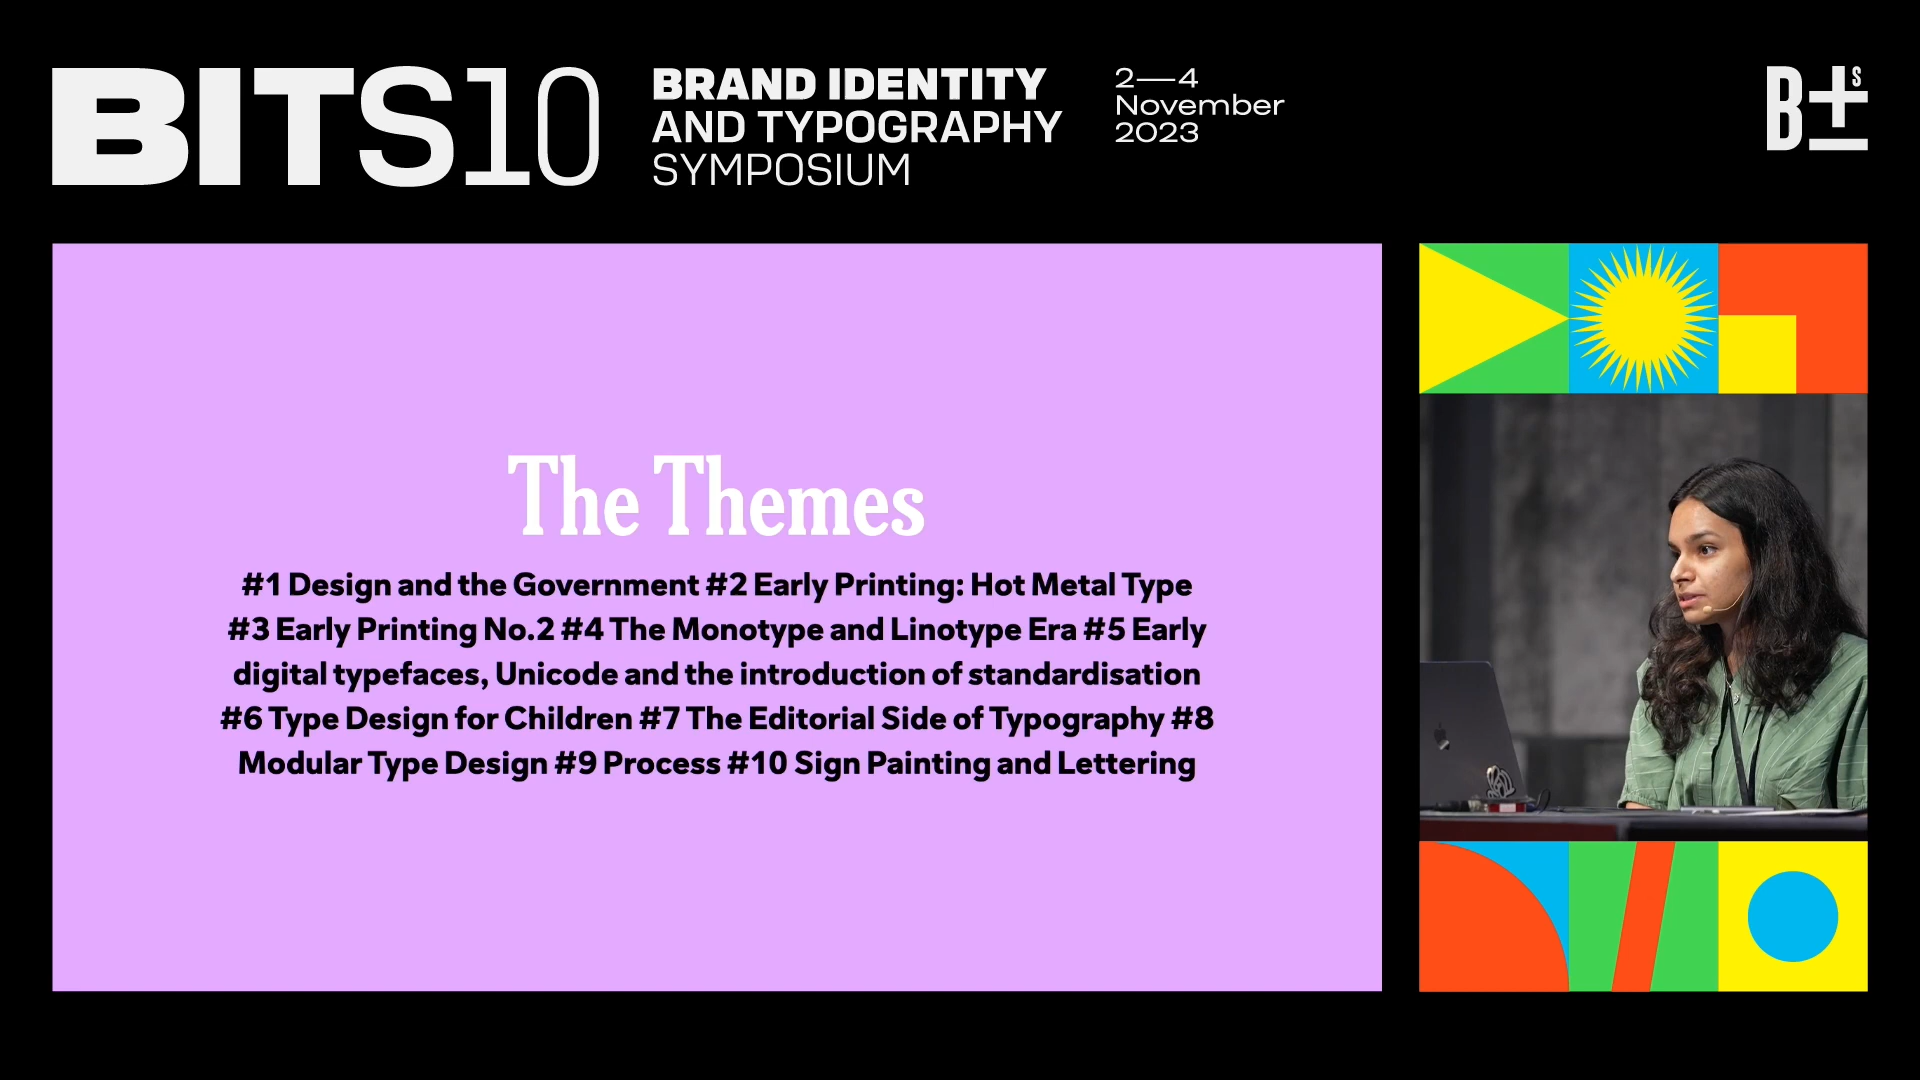 BITS10
BRAND IDENTITY
AND TYPOGRAPHY
SYMPOSIUM
2—4
November
2023
B±s
The Themes
#1 Design and the Government #2 Early Printing: Hot Metal Type
#3 Early Printing No.2 #4 The Monotype and Linotype Era #5 Early
digital typefaces, Unicode and the introduction of standardisation
#6 Type Design for Children #7 The Editorial Side of Typography #8
Modular Type Design #9 Process #10 Sign Painting and Lettering